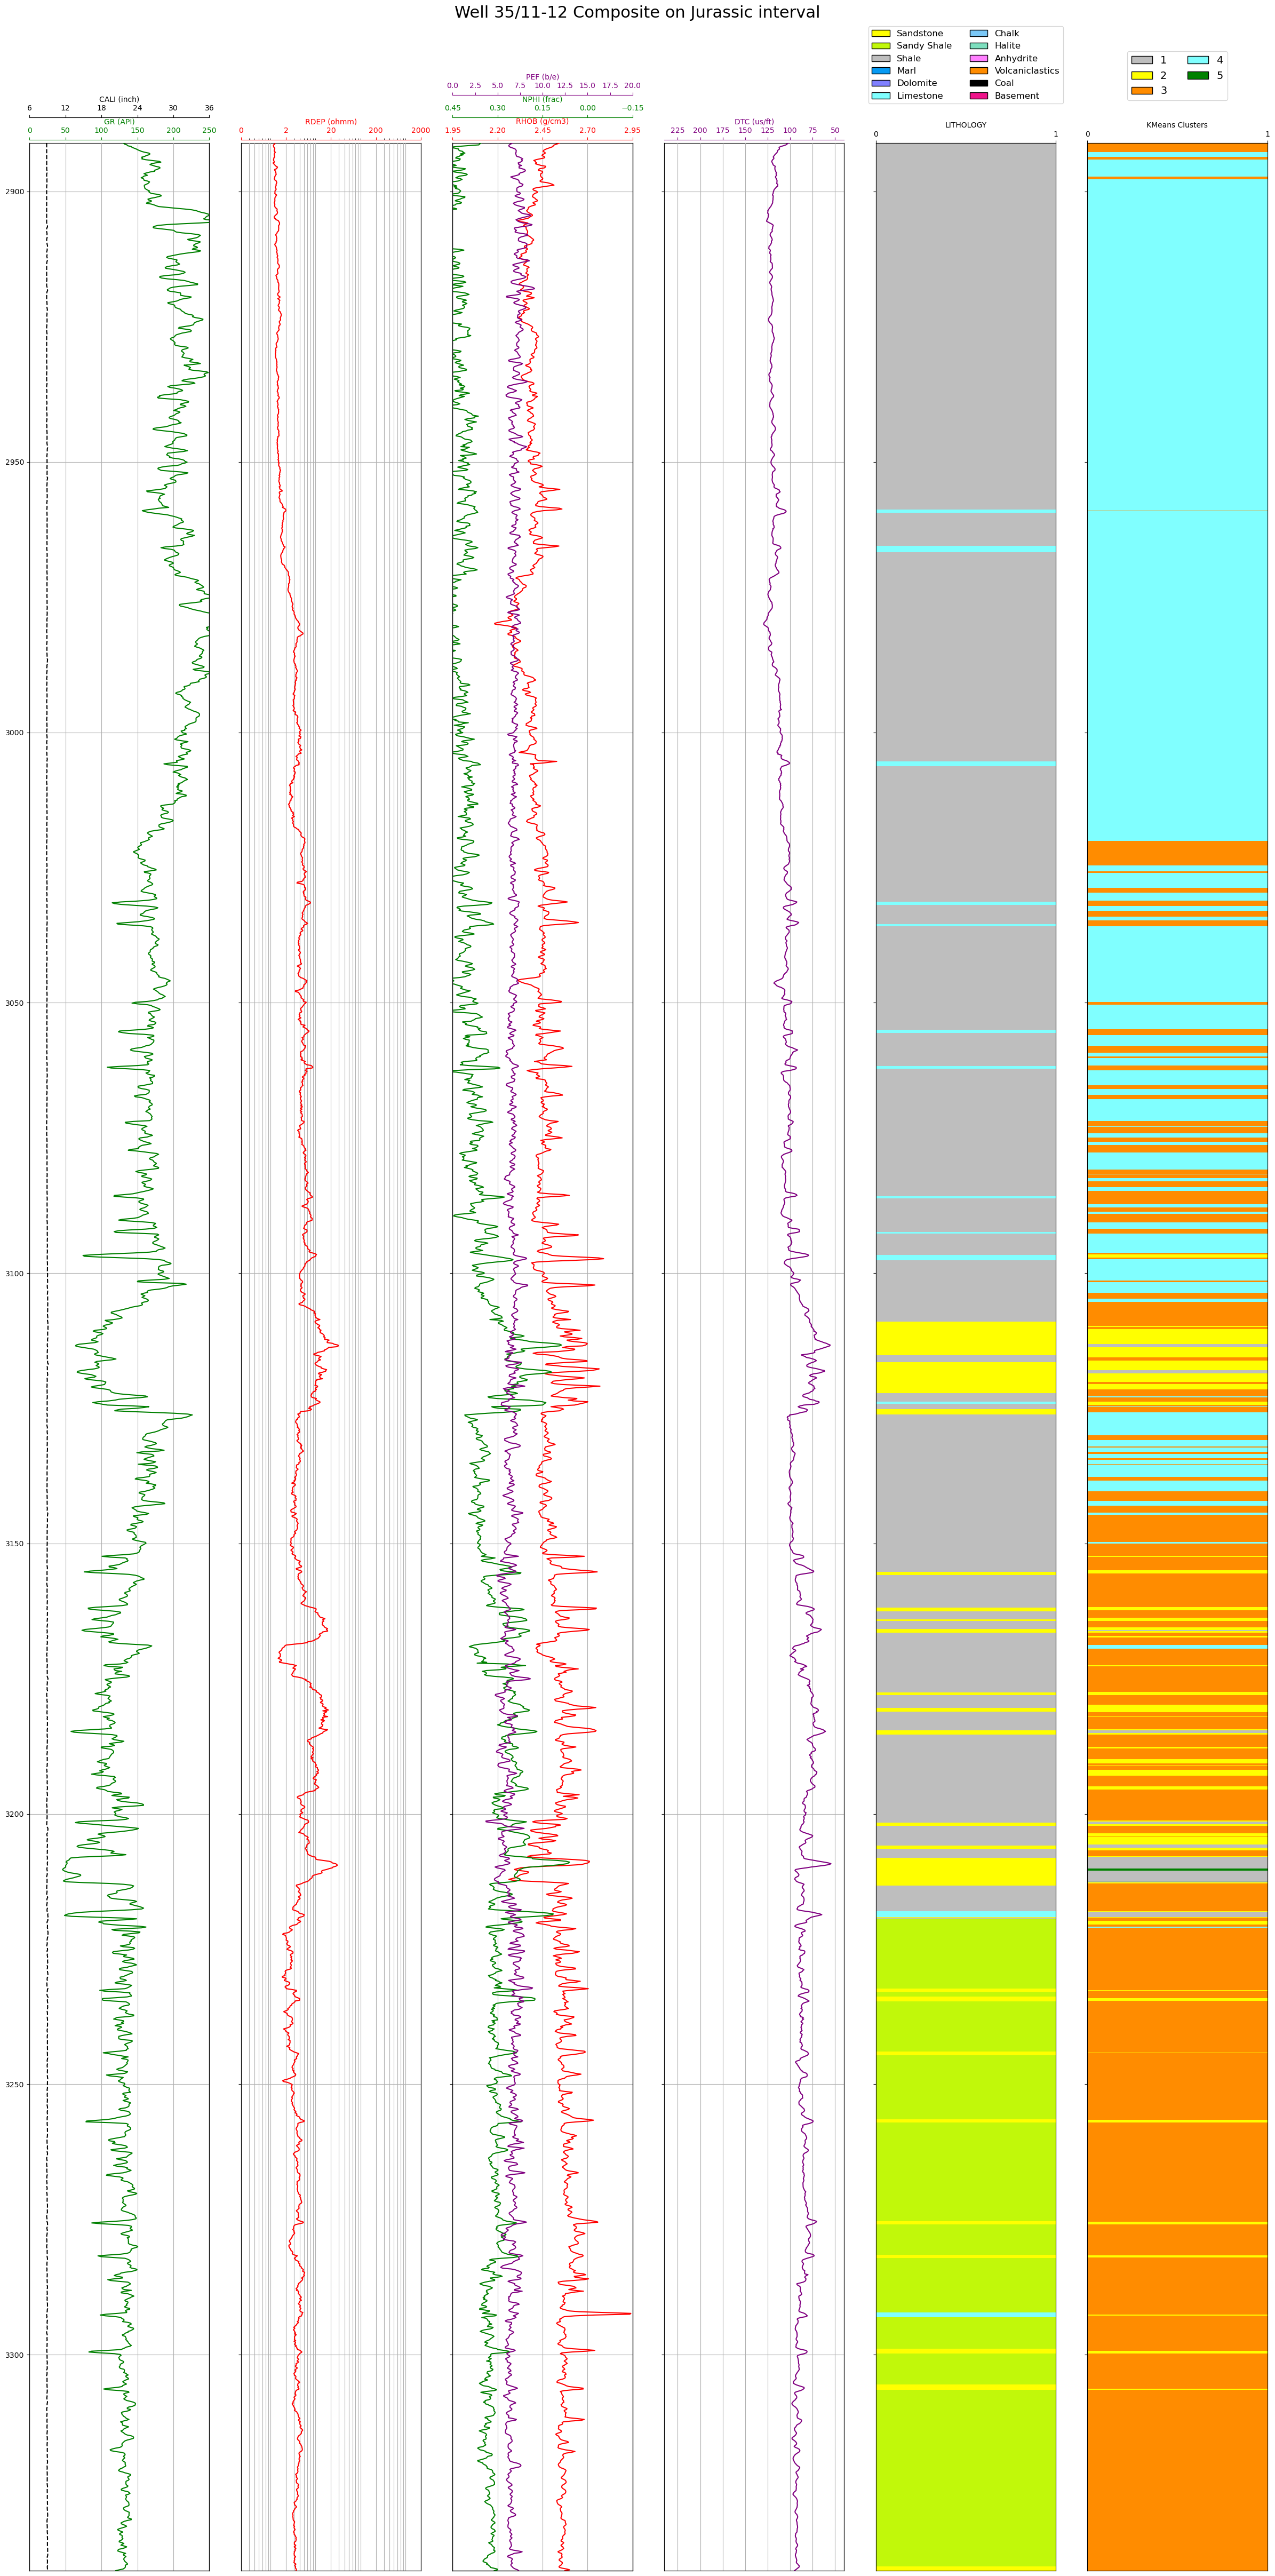 Well 35/11-12 Composite on Jurassic interval
Sandstone Chalk
Sandy Shale Halite
Shale Anhydrite
Marl Volcaniclastics
Dolomite Coal
Limestone Basement
1 4
2 5
3
PEF (b/e)
0.0 2.5 5.0 7.5 10.0 12.5 15.0 17.5 20.0
CALI (inch) NPHI (frac)
6 12 18 24 30 36 0.45 0.30 0.15 0.00 −0.15
GR (API) RDEP (ohmm) RHOB (g/cm3) DTC (us/ft) LITHOLOGY KMeans Clusters
0 50 100 150 200 250 0 2 20 200 2000 1.95 2.20 2.45 2.70 2.95 225 200 175 150 125 100 75 50 0 1 0 1
2900
2950
3000
3050
3100
3150
3200
3250
3300